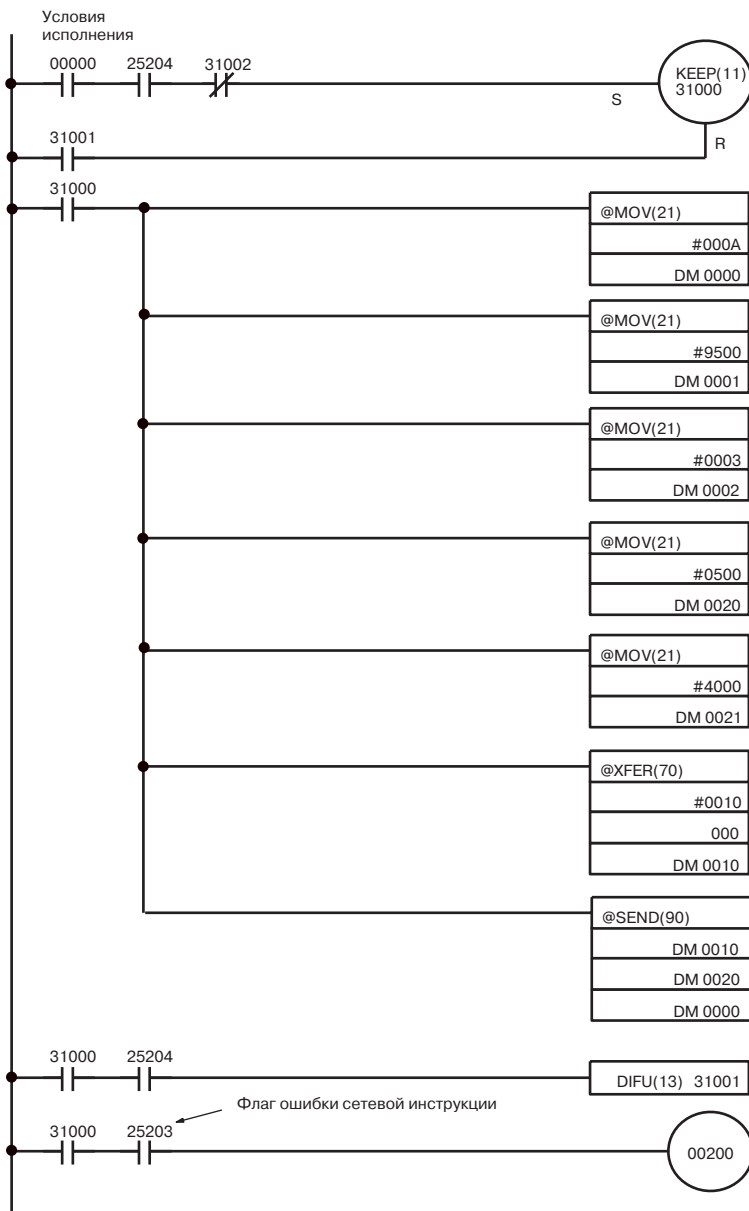 Условия
исполнения
00000 25204 31002
KEEP(11)
31000
S
R
31001
31000
@MOV(21)
#000A
DM 0000
@MOV(21)
#9500
DM 0001
@MOV(21)
#0003
DM 0002
@MOV(21)
#0500
DM 0020
@MOV(21)
#4000
DM 0021
@XFER(70)
#0010
000
DM 0010
@SEND(90)
DM 0010
DM 0020
DM 0000
31000 25204
DIFU(13) 31001
Флаг ошибки сетевой инструкции
31000 25203
00200